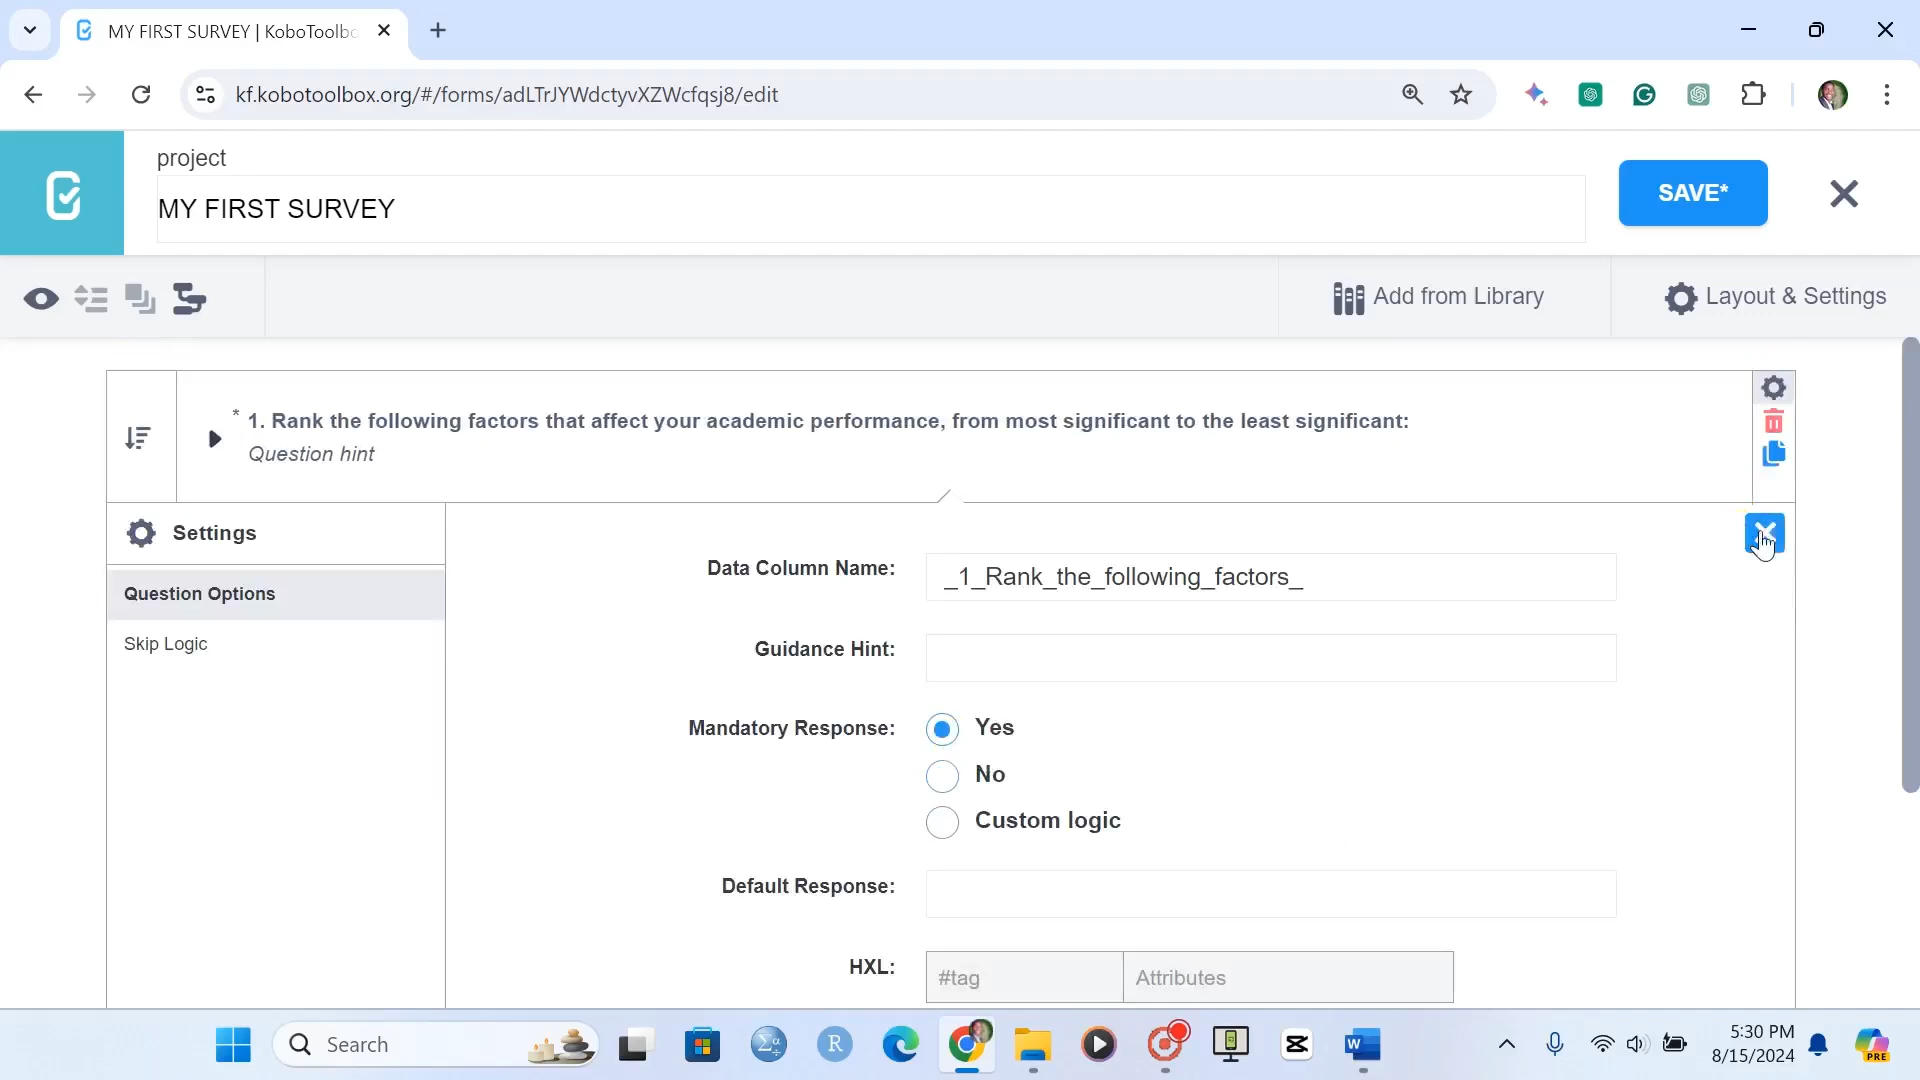 MY FIRST SURVEY | KoboToolbo
kf.kobotoolbox.org/#/forms/adLTrJYWdctyvXZWcfqsj8/edit
project
MY FIRST SURVEY
SAVE*
Add from Library
Layout & Settings
* 1. Rank the following factors that affect your academic performance, from most significant to the least significant:
Question hint
Settings
Question Options
Skip Logic
Data Column Name:
_1_Rank_the_following_factors_
Guidance Hint:
Mandatory Response:
Yes
No
Custom logic
Default Response:
HXL:
#tag
Attributes
Search
5:30 PM
8/15/2024
PRE